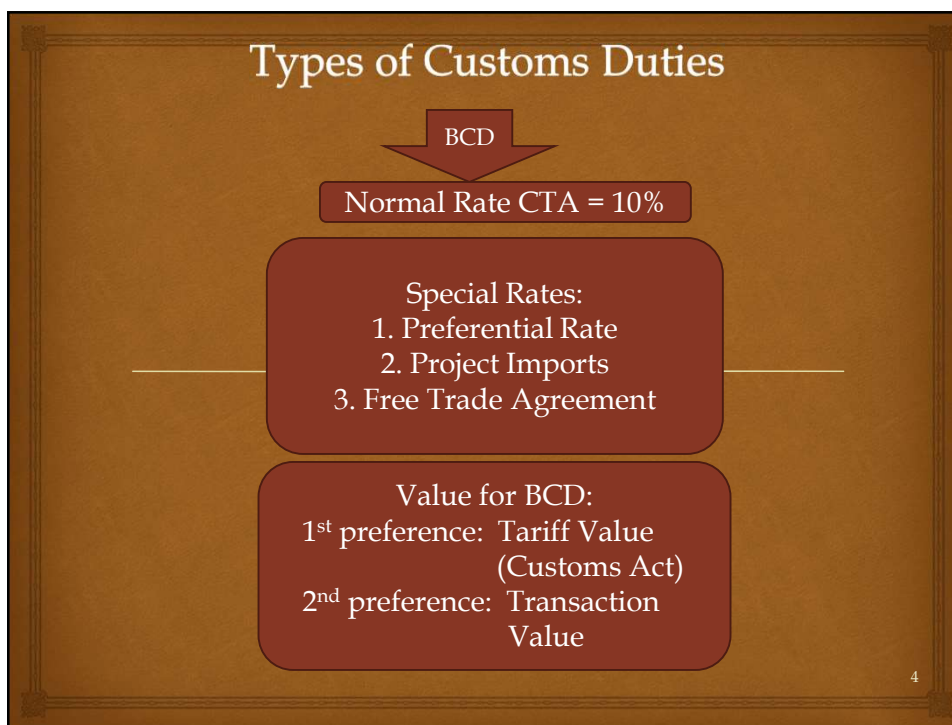 Types of Customs Duties
BCD
Normal Rate CTA = 10%
Special Rates:
1. Preferential Rate
2. Project Imports
3. Free Trade Agreement
Value for BCD:
1st preference: Tariff Value
(Customs Act)
2nd preference: Transaction
Value
4